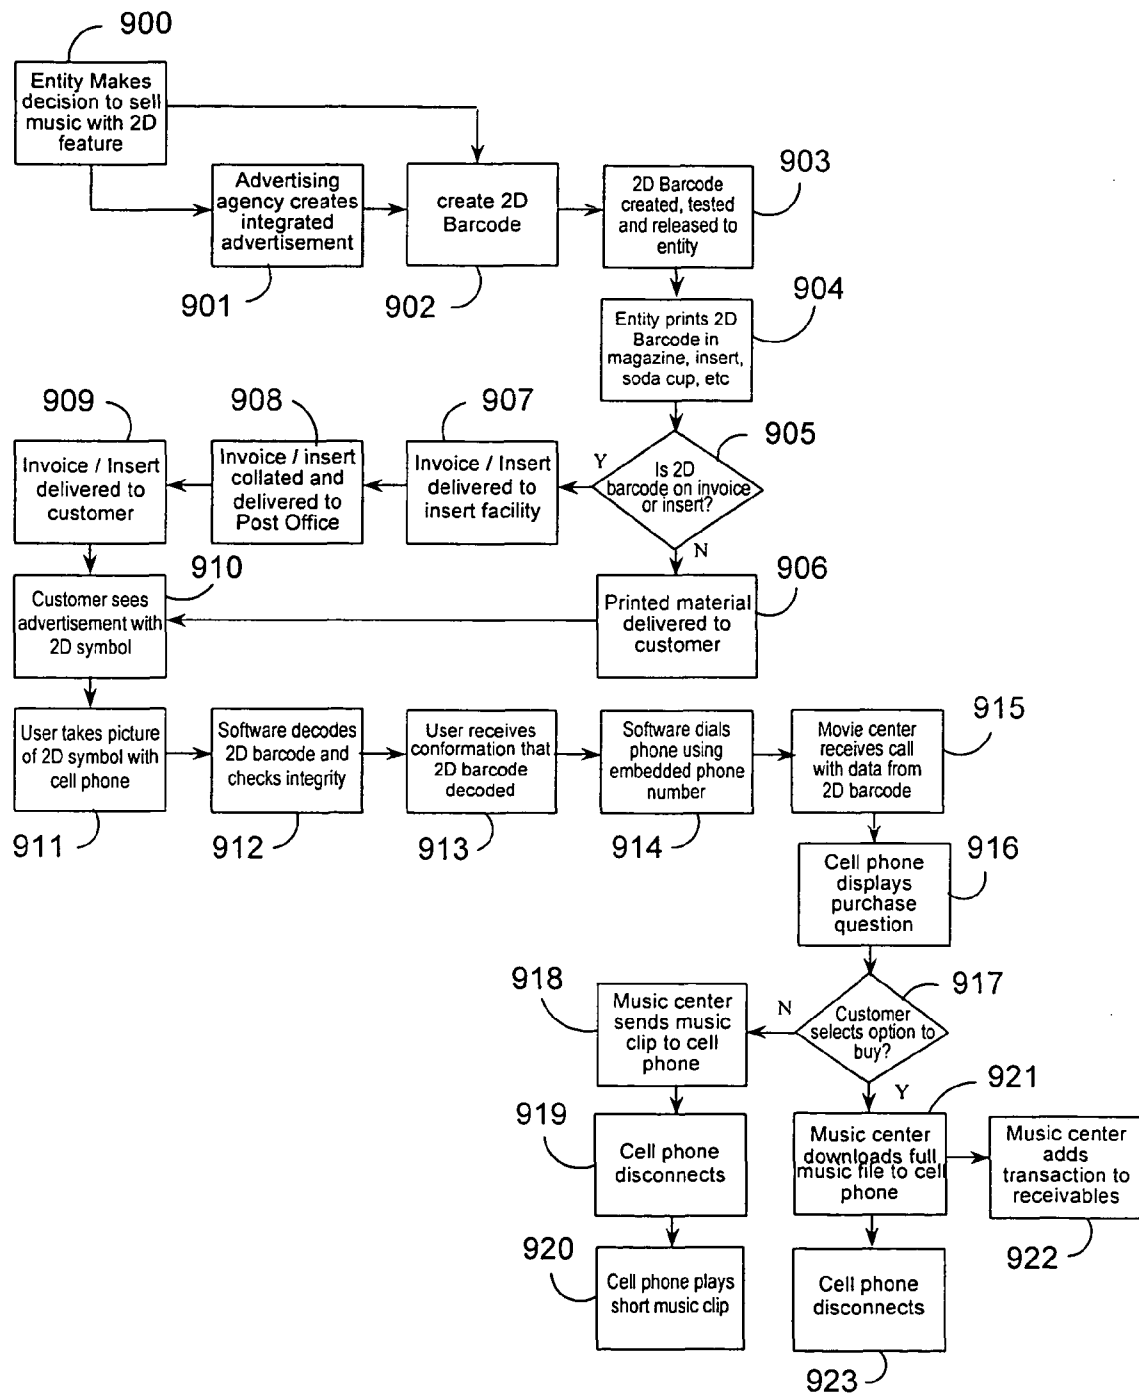 900
Entity Makes
decision to sell
music with 2D
feature
Advertising
agency creates
integrated
advertisement
901
create 2D
Barcode
902
2D Barcode
created, tested
and released to
entity
903
904
Entity prints 2D
Barcode in
magazine, insert,
soda cup, etc
905
Is 2D
barcode on invoice
or insert?
Y
N
907
Invoice / Insert
delivered to
insert facility
908
Invoice / insert
collated and
delivered to
Post Office
909
Invoice / Insert
delivered to
customer
906
Printed material
delivered to
customer
910
Customer sees
advertisement with
2D symbol
User takes picture
of 2D symbol with
cell phone
911
Software decodes
2D barcode and
checks integrity
912
User receives
conformation that
2D barcode
decoded
913
Software dials
phone using
embedded phone
number
914
Movie center
receives call
with data from
2D barcode
915
Cell phone
displays
purchase
question
916
917
Customer
selects option to
buy?
N
Y
918
Music center
sends music
clip to cell
phone
919
Cell phone
disconnects
920
Cell phone plays
short music clip
921
Music center
downloads full
music file to cell
phone
Music center
adds
transaction to
receivables
922
Cell phone
disconnects
923